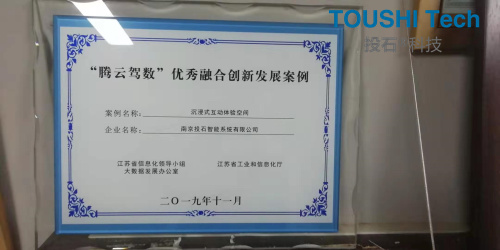 TOUSHI Tech
投石科技
“腾云驾数”优秀融合创新发展案例
案例名称：沉浸式互动体验空间
企业名称：南京投石智能系统有限公司
江苏省信息化领导小组 江苏省工业和信息化厅
大数据发展办公室
二〇一九年十一月